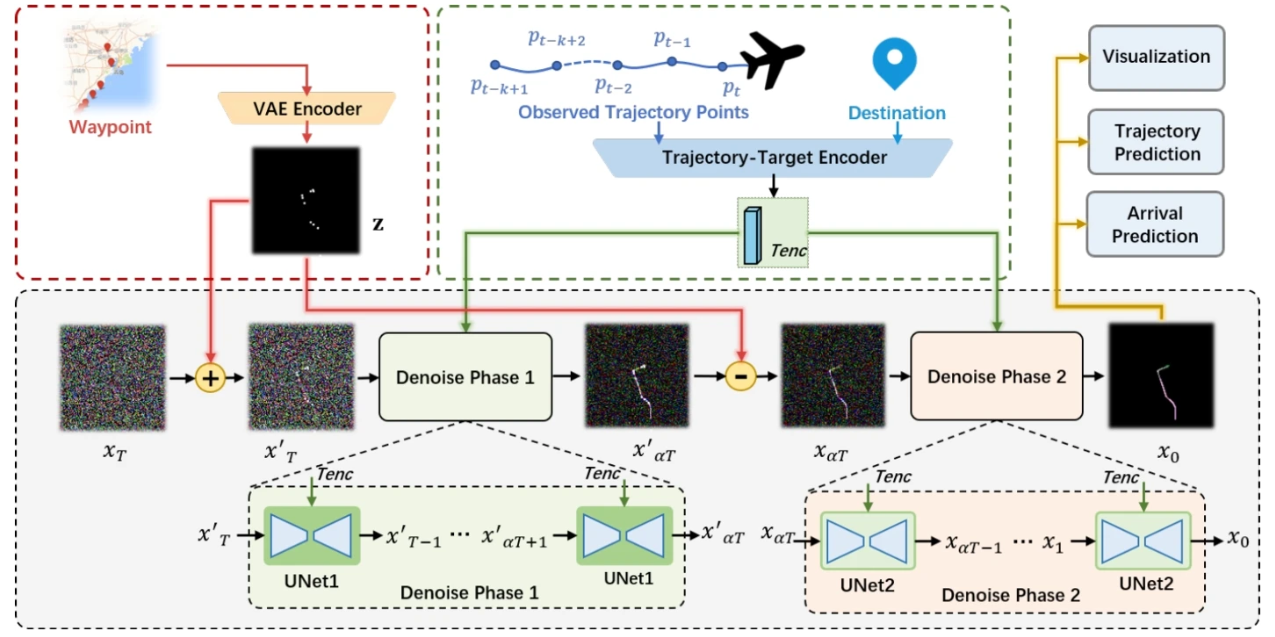 Waypoint
VAE Encoder
z
p_{t-k+1}
p_{t-k+2}
p_{t-2}
p_{t-1}
p_t
Observed Trajectory Points
Destination
Trajectory-Target Encoder
Tenc
Visualization
Trajectory
Prediction
Arrival
Prediction
+
-
Denoise Phase 1
Denoise Phase 2
x_T
x'_T
x'_{αT}
x_{αT}
x_0
Tenc
Tenc
x'_T
x'_{T-1} ··· x'_{αT+1}
x'_{αT}
UNet1
UNet1
Denoise Phase 1
Tenc
Tenc
x_{αT}
x_{αT-1} ··· x_1
x_0
UNet2
UNet2
Denoise Phase 2